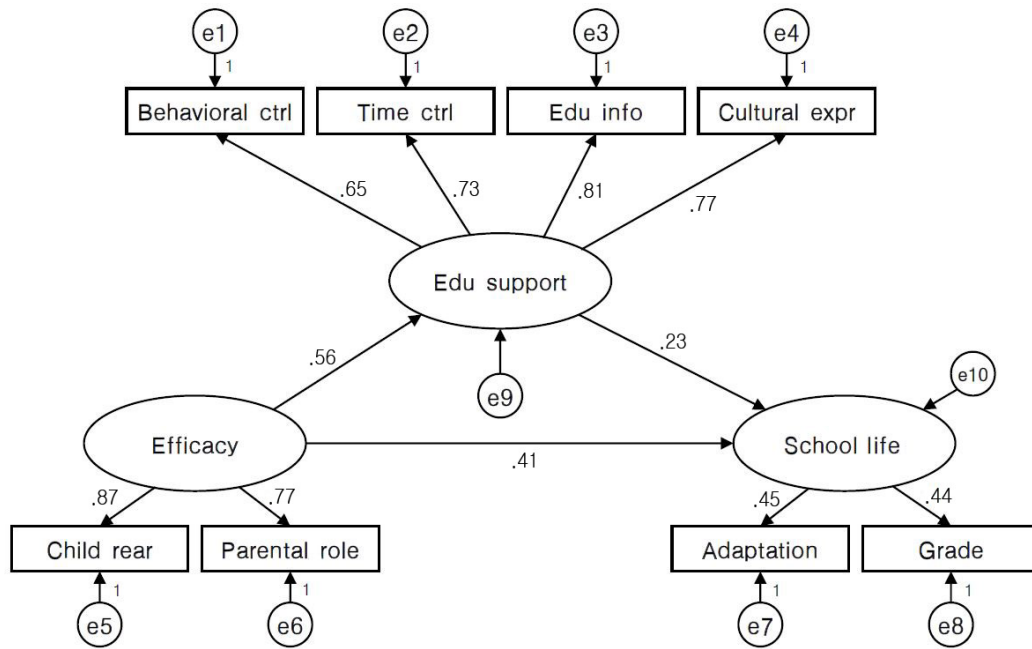 e1 e2 e3 e4
1 1 1 1
Behavioral ctrl Time ctrl Edu info Cultural expr
.65 .73 .81 .77
Edu support
.56 .23
e9 e10
Efficacy School life
.41
.87 .77 .45 .44
Child rear Parental role Adaptation Grade
1 1 1 1
e5 e6 e7 e8